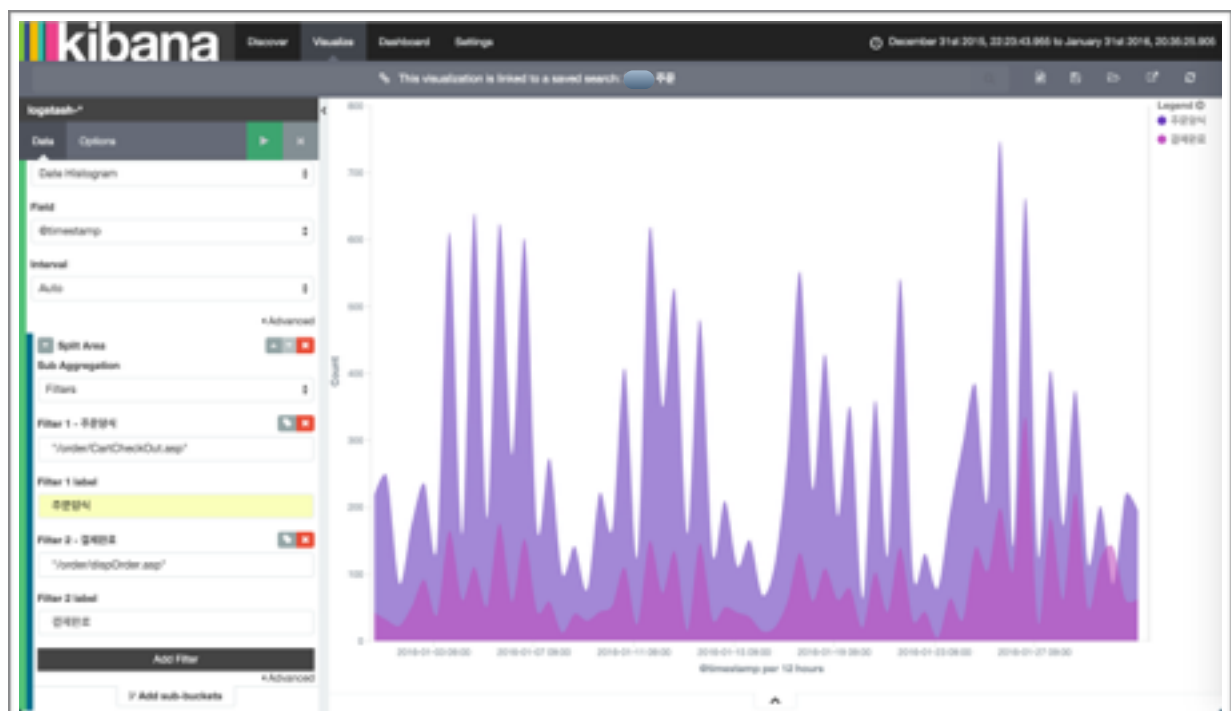 kibana
Discover Visualize Dashboard Settings
December 31st 2015, 22:23:43.955 to January 31st 2016, 20:35:25.805
This visualization is linked to a saved search: 주문
logstash-*
Data Options
Date Histogram
Field
@timestamp
Interval
Auto
Advanced
Split Area
Sub Aggregation
Filters
Filter 1 - 주문양식
"/order/CartCheckOut.asp"
Filter 1 label
주문양식
Filter 2 - 결제완료
"/order/dispOrder.asp"
Filter 2 label
결제완료
Add Filter
Advanced
Add sub-buckets
Count
800
700
600
500
400
300
200
100
0
2016-01-03 09:00 2016-01-07 09:00 2016-01-11 09:00 2016-01-15 09:00 2016-01-19 09:00 2016-01-23 09:00 2016-01-27 09:00
@timestamp per 12 hours
Legend
주문양식
결제완료